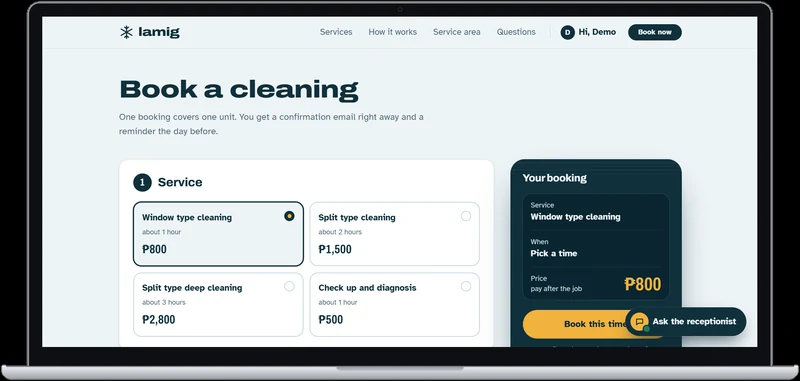 lamig
Services
How it works
Service area
Questions
D
Hi, Demo
Book now
Book a cleaning
One booking covers one unit. You get a confirmation email right away and a
reminder the day before.
1
Service
Window type cleaning
about 1 hour
₱800
Split type cleaning
about 2 hours
₱1,500
Split type deep cleaning
about 3 hours
₱2,800
Check up and diagnosis
about 1 hour
₱500
Your booking
Service
Window type cleaning
When
Pick a time
Price
pay after the job
₱800
Book this time
Ask the receptionist